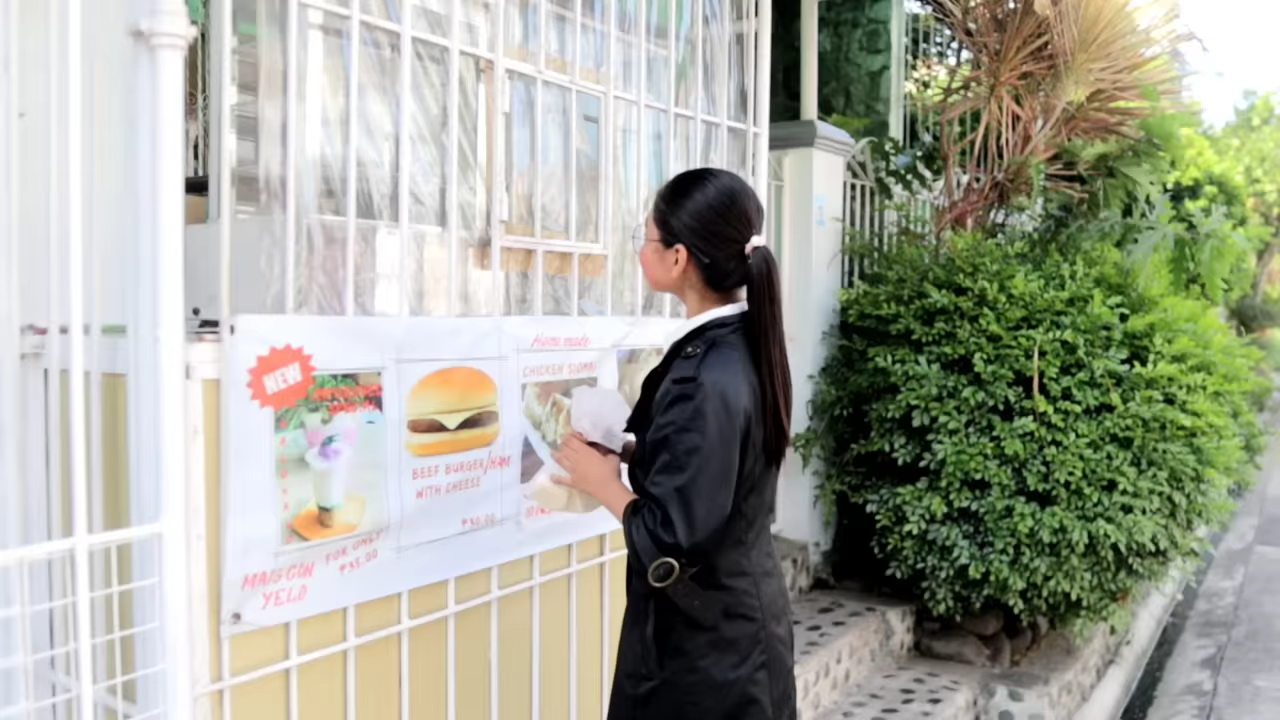 NEW
MAIS CON
YELO
FOR ONLY
₱35.00
BEEF BURGER/HAM
WITH CHEESE
₱30.00
Home made
CHICKEN SIOMAI